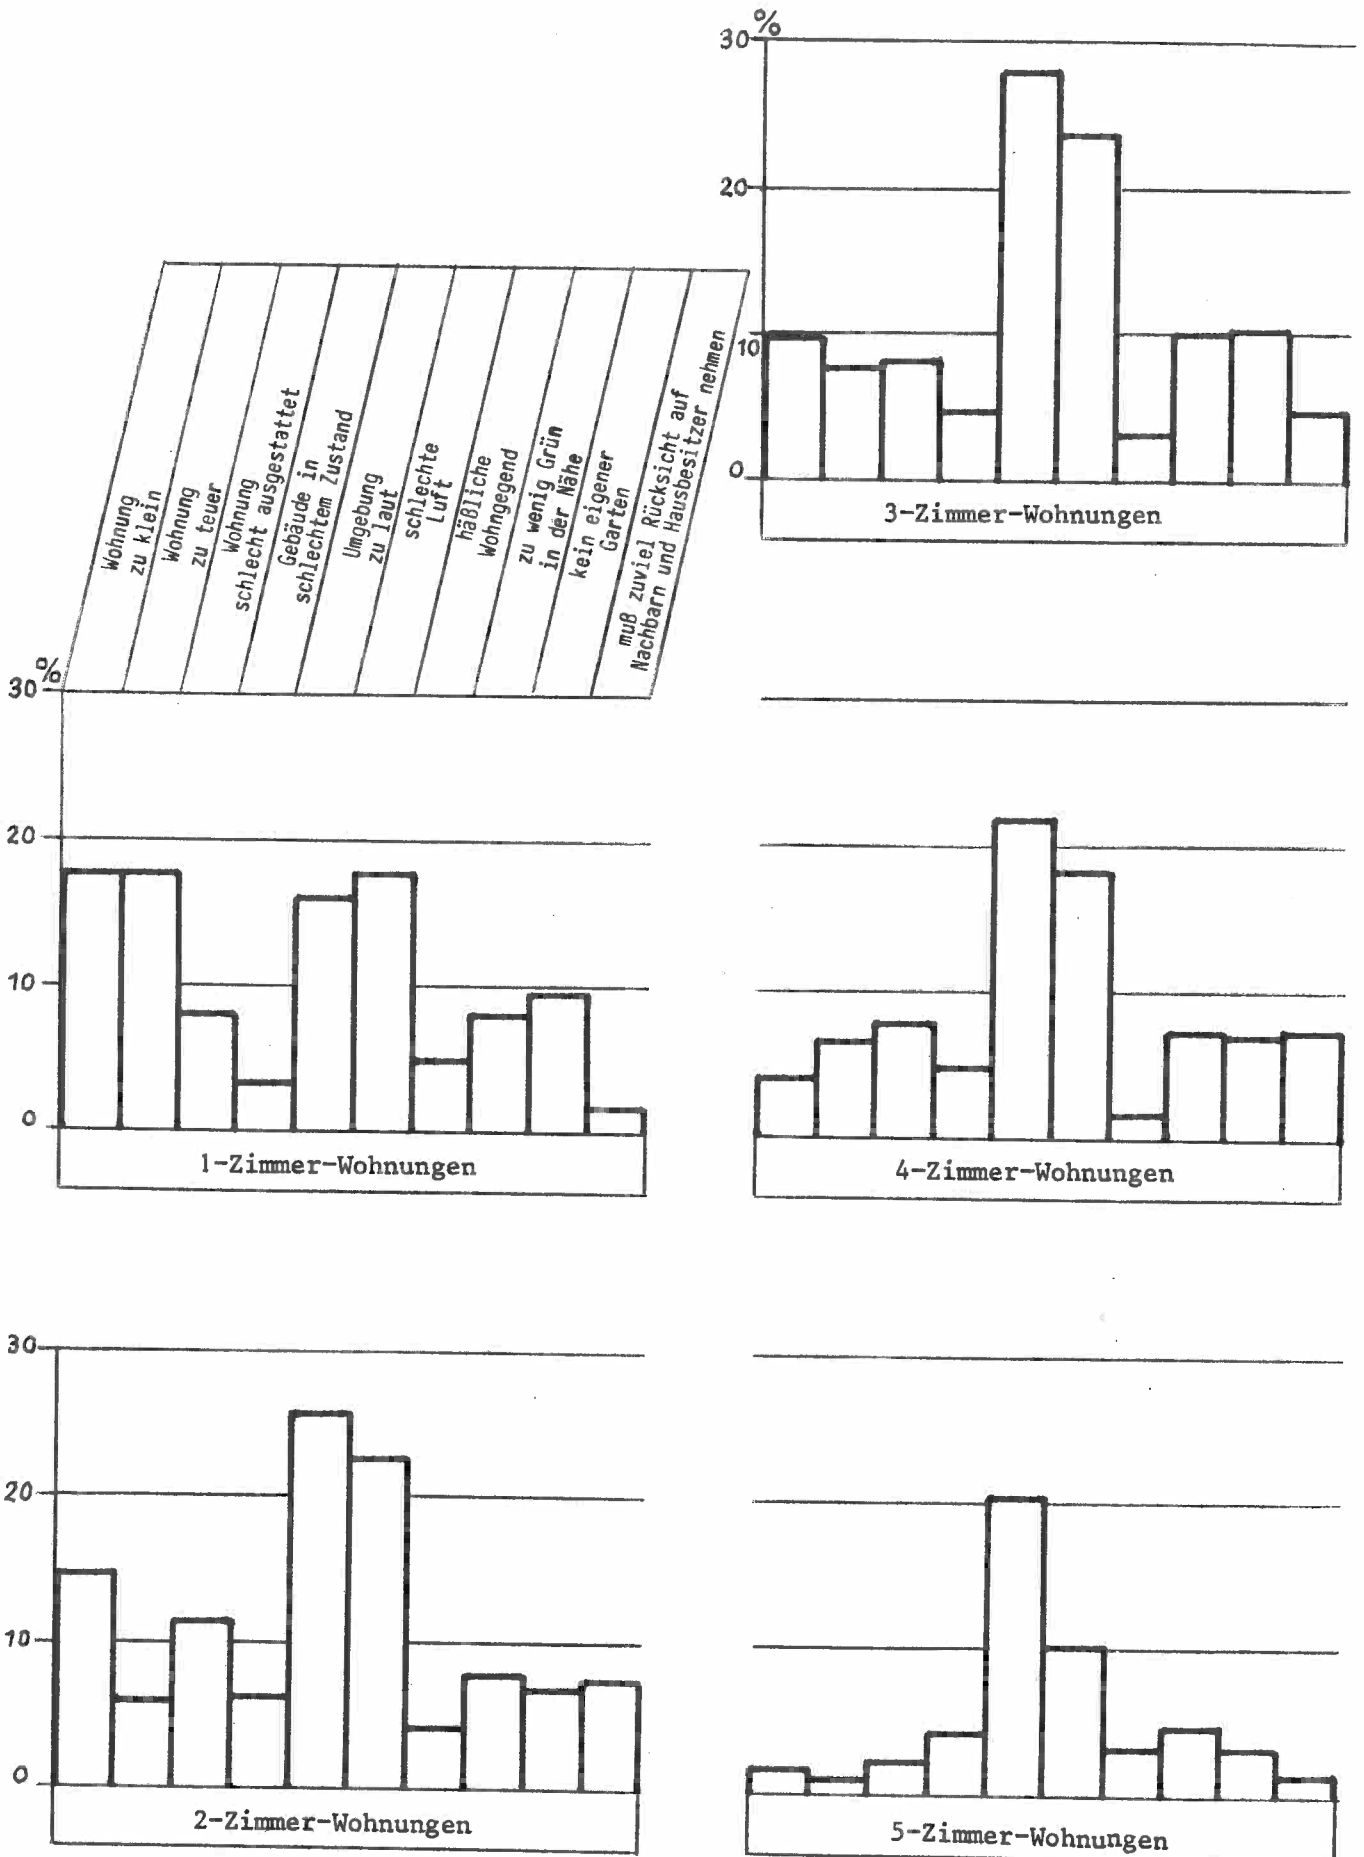 %
30
20
10
0
3-Zimmer-Wohnungen
Wohnung
zu klein
Wohnung
zu teuer
Wohnung
schlecht ausgestattet
Gebäude in
schlechtem Zustand
Umgebung
zu laut
schlechte
Luft
häßliche
Wohngegend
zu wenig Grün
in der Nähe
kein eigener
Garten
muß zuviel Rücksicht auf
Nachbarn und Hausbesitzer nehmen
%
30
20
10
0
1-Zimmer-Wohnungen
4-Zimmer-Wohnungen
30
20
10
0
2-Zimmer-Wohnungen
5-Zimmer-Wohnungen